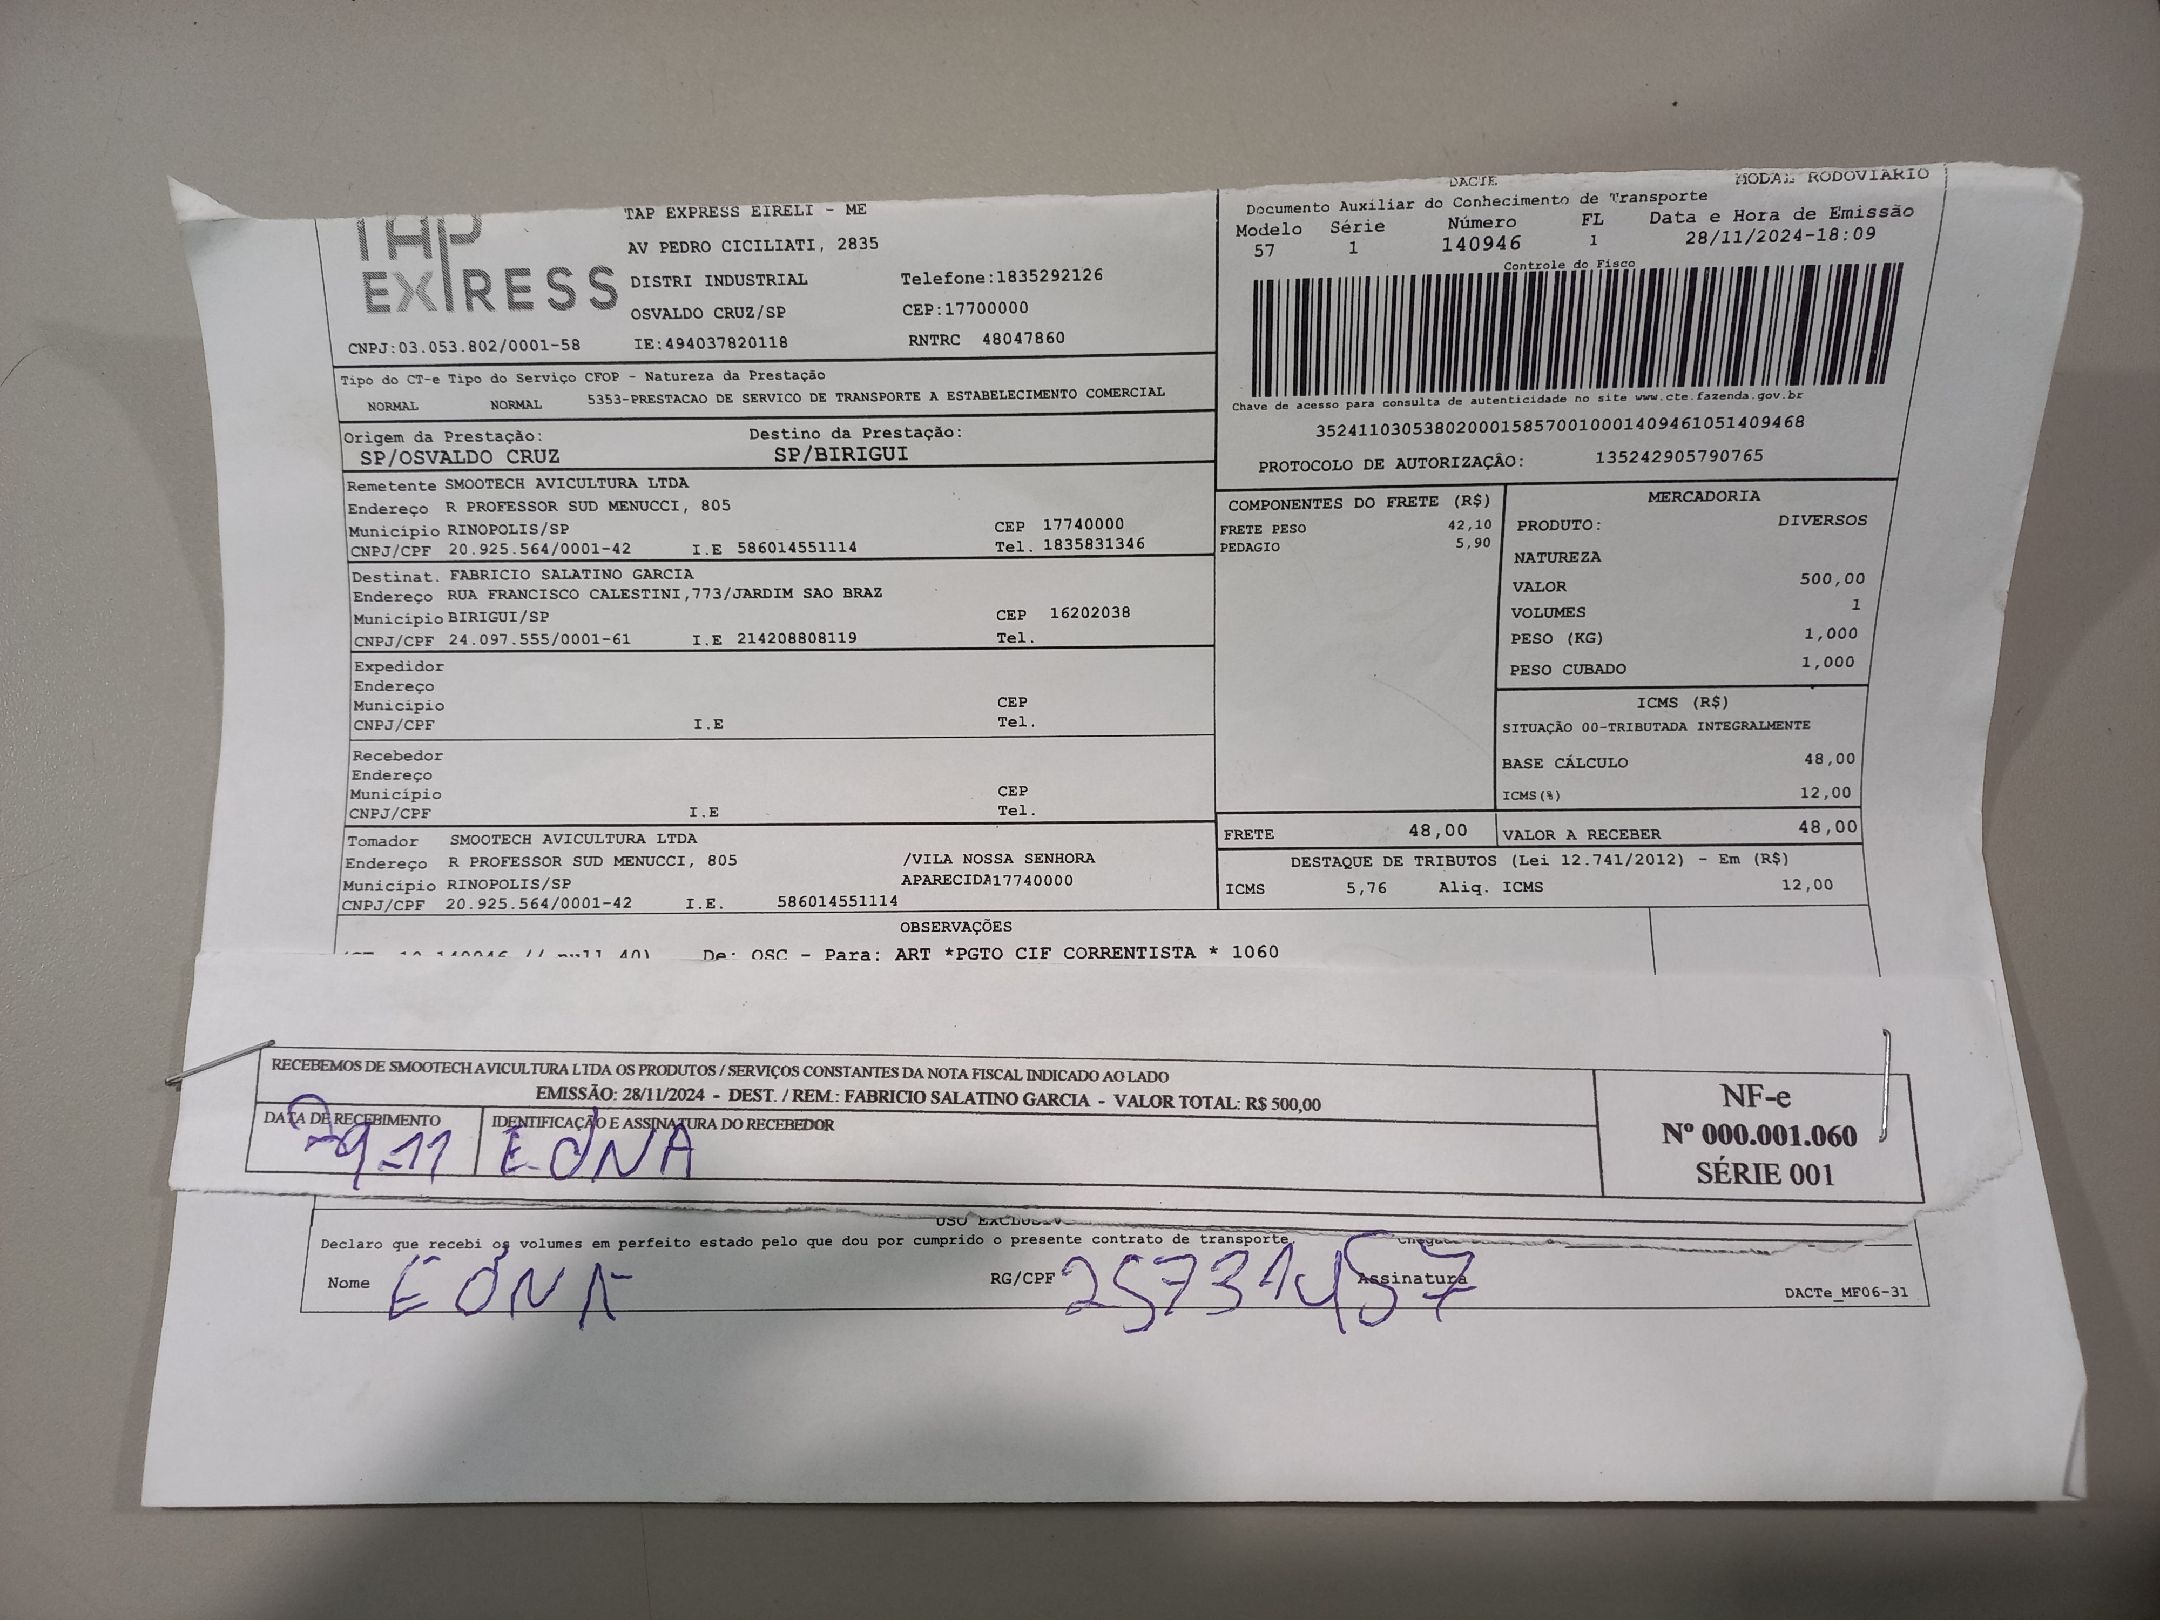 TAP EXPRESS
TAP EXPRESS EIRELI - ME
AV PEDRO CICILIATI, 2835
DISTRI INDUSTRIAL Telefone:1835292126
OSVALDO CRUZ/SP CEP:17700000
CNPJ:03.053.802/0001-58 IE:494037820118 RNTRC 48047860
DACTE MODAL RODOVIÁRIO
Documento Auxiliar do Conhecimento de Transporte
Modelo Série Número FL Data e Hora de Emissão
57 1 140946 1 28/11/2024-18:09
Controle do Fisco
Chave de acesso para consulta de autenticidade no site www.cte.fazenda.gov.br
35241103053802000158570010001409461051409468
PROTOCOLO DE AUTORIZAÇÃO: 135242905790765
Tipo do CT-e Tipo do Serviço CFOP - Natureza da Prestação
NORMAL NORMAL 5353-PRESTACAO DE SERVICO DE TRANSPORTE A ESTABELECIMENTO COMERCIAL
Origem da Prestação: Destino da Prestação:
SP/OSVALDO CRUZ SP/BIRIGUI
Remetente SMOOTECH AVICULTURA LTDA
Endereço R PROFESSOR SUD MENUCCI, 805
Município RINOPOLIS/SP CEP 17740000
CNPJ/CPF 20.925.564/0001-42 I.E 586014551114 Tel. 1835831346
Destinat. FABRICIO SALATINO GARCIA
Endereço RUA FRANCISCO CALESTINI,773/JARDIM SAO BRAZ
Município BIRIGUI/SP CEP 16202038
CNPJ/CPF 24.097.555/0001-61 I.E 214208808119 Tel.
Expedidor
Endereço
Município CEP
CNPJ/CPF I.E Tel.
Recebedor
Endereço
Município CEP
CNPJ/CPF I.E Tel.
Tomador SMOOTECH AVICULTURA LTDA
Endereço R PROFESSOR SUD MENUCCI, 805 /VILA NOSSA SENHORA
Município RINOPOLIS/SP APARECIDA17740000
CNPJ/CPF 20.925.564/0001-42 I.E. 586014551114
COMPONENTES DO FRETE (R$)
FRETE PESO 42,10
PEDAGIO 5,90
MERCADORIA
PRODUTO: DIVERSOS
NATUREZA
VALOR 500,00
VOLUMES 1
PESO (KG) 1,000
PESO CUBADO 1,000
ICMS (R$)
SITUAÇÃO 00-TRIBUTADA INTEGRALMENTE
BASE CÁLCULO 48,00
ICMS(%) 12,00
FRETE 48,00 VALOR A RECEBER 48,00
DESTAQUE DE TRIBUTOS (Lei 12.741/2012) - Em (R$)
ICMS 5,76 Aliq. ICMS 12,00
OBSERVAÇÕES
De: OSC - Para: ART *PGTO CIF CORRENTISTA * 1060
RECEBEMOS DE SMOOTECH AVICULTURA LTDA OS PRODUTOS / SERVIÇOS CONSTANTES DA NOTA FISCAL INDICADO AO LADO
EMISSÃO: 28/11/2024 - DEST. / REM.: FABRICIO SALATINO GARCIA - VALOR TOTAL: R$ 500,00
DATA DE RECEBIMENTO IDENTIFICAÇÃO E ASSINATURA DO RECEBEDOR
29-11 EDNA
NF-e
Nº 000.001.060
SÉRIE 001
USO
Declaro que recebi os volumes em perfeito estado pelo que dou por cumprido o presente contrato de transporte
Nome EDNA RG/CPF 25731457 Assinatura
DACTe_MF06-31